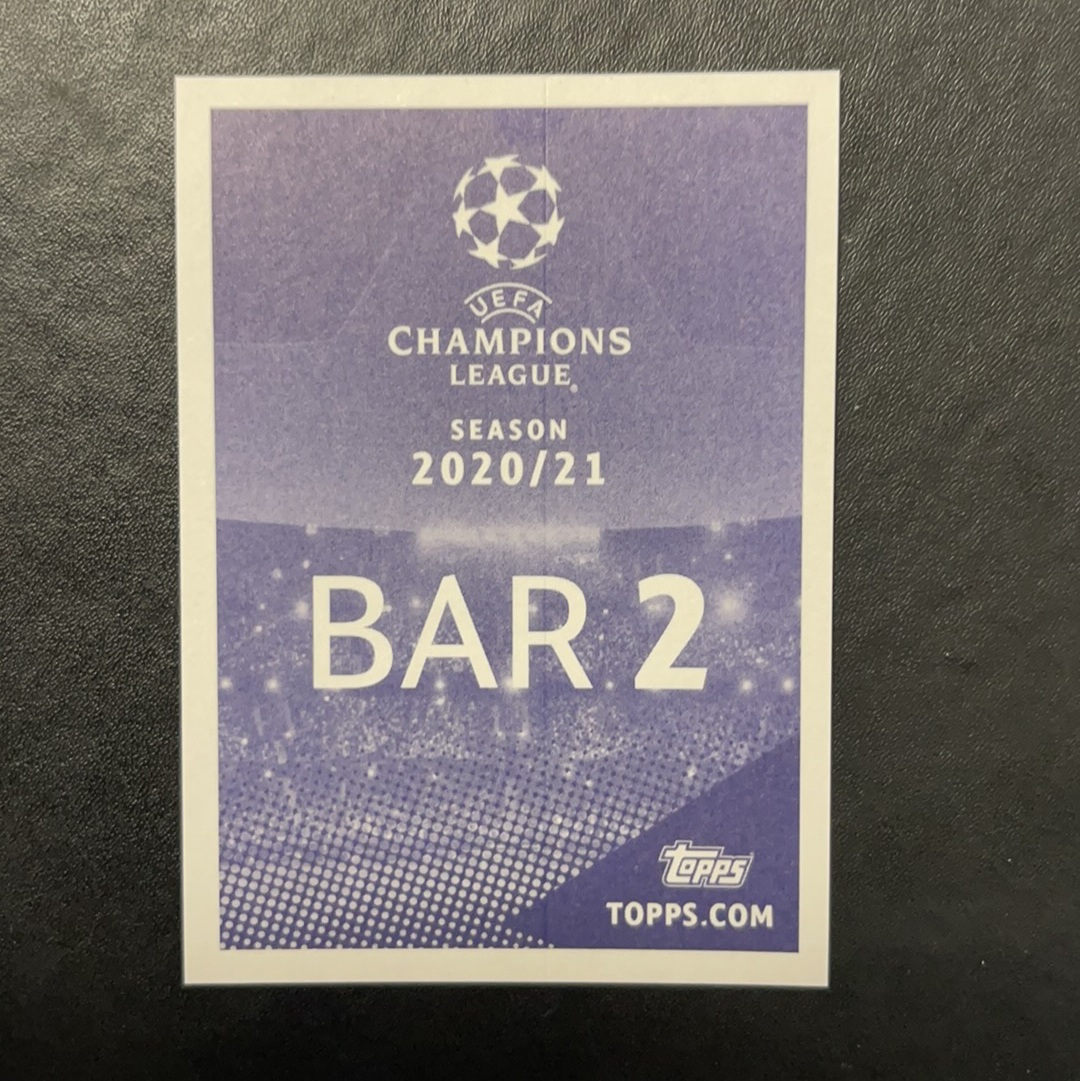 UEFA
CHAMPIONS
LEAGUE®
SEASON
2020/21
BAR 2
topps
TOPPS.COM